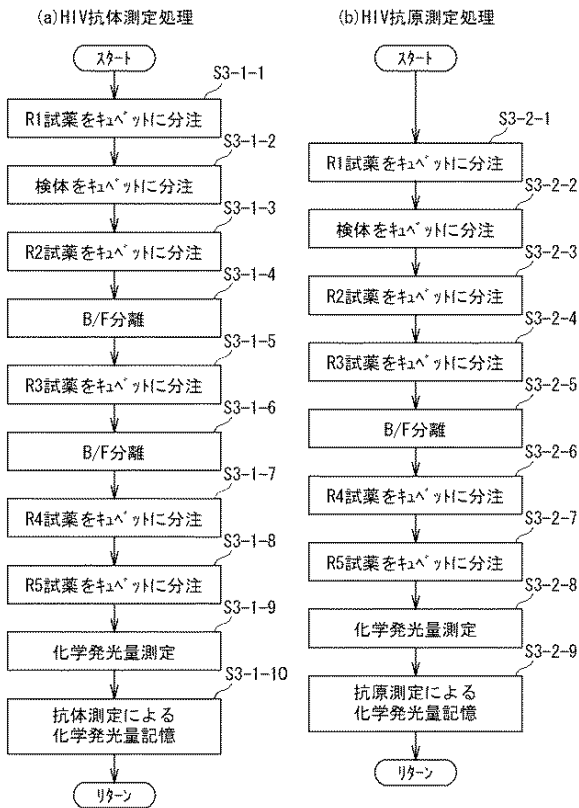 (a)HIV抗体測定処理
スタート
S3-1-1
R1試薬をキュベットに分注
S3-1-2
検体をキュベットに分注
S3-1-3
R2試薬をキュベットに分注
S3-1-4
B/F分離
S3-1-5
R3試薬をキュベットに分注
S3-1-6
B/F分離
S3-1-7
R4試薬をキュベットに分注
S3-1-8
R5試薬をキュベットに分注
S3-1-9
化学発光量測定
S3-1-10
抗体測定による
化学発光量記憶
リターン
(b)HIV抗原測定処理
スタート
S3-2-1
R1試薬をキュベットに分注
S3-2-2
検体をキュベットに分注
S3-2-3
R2試薬をキュベットに分注
S3-2-4
R3試薬をキュベットに分注
S3-2-5
B/F分離
S3-2-6
R4試薬をキュベットに分注
S3-2-7
R5試薬をキュベットに分注
S3-2-8
化学発光量測定
S3-2-9
抗原測定による
化学発光量記憶
リターン